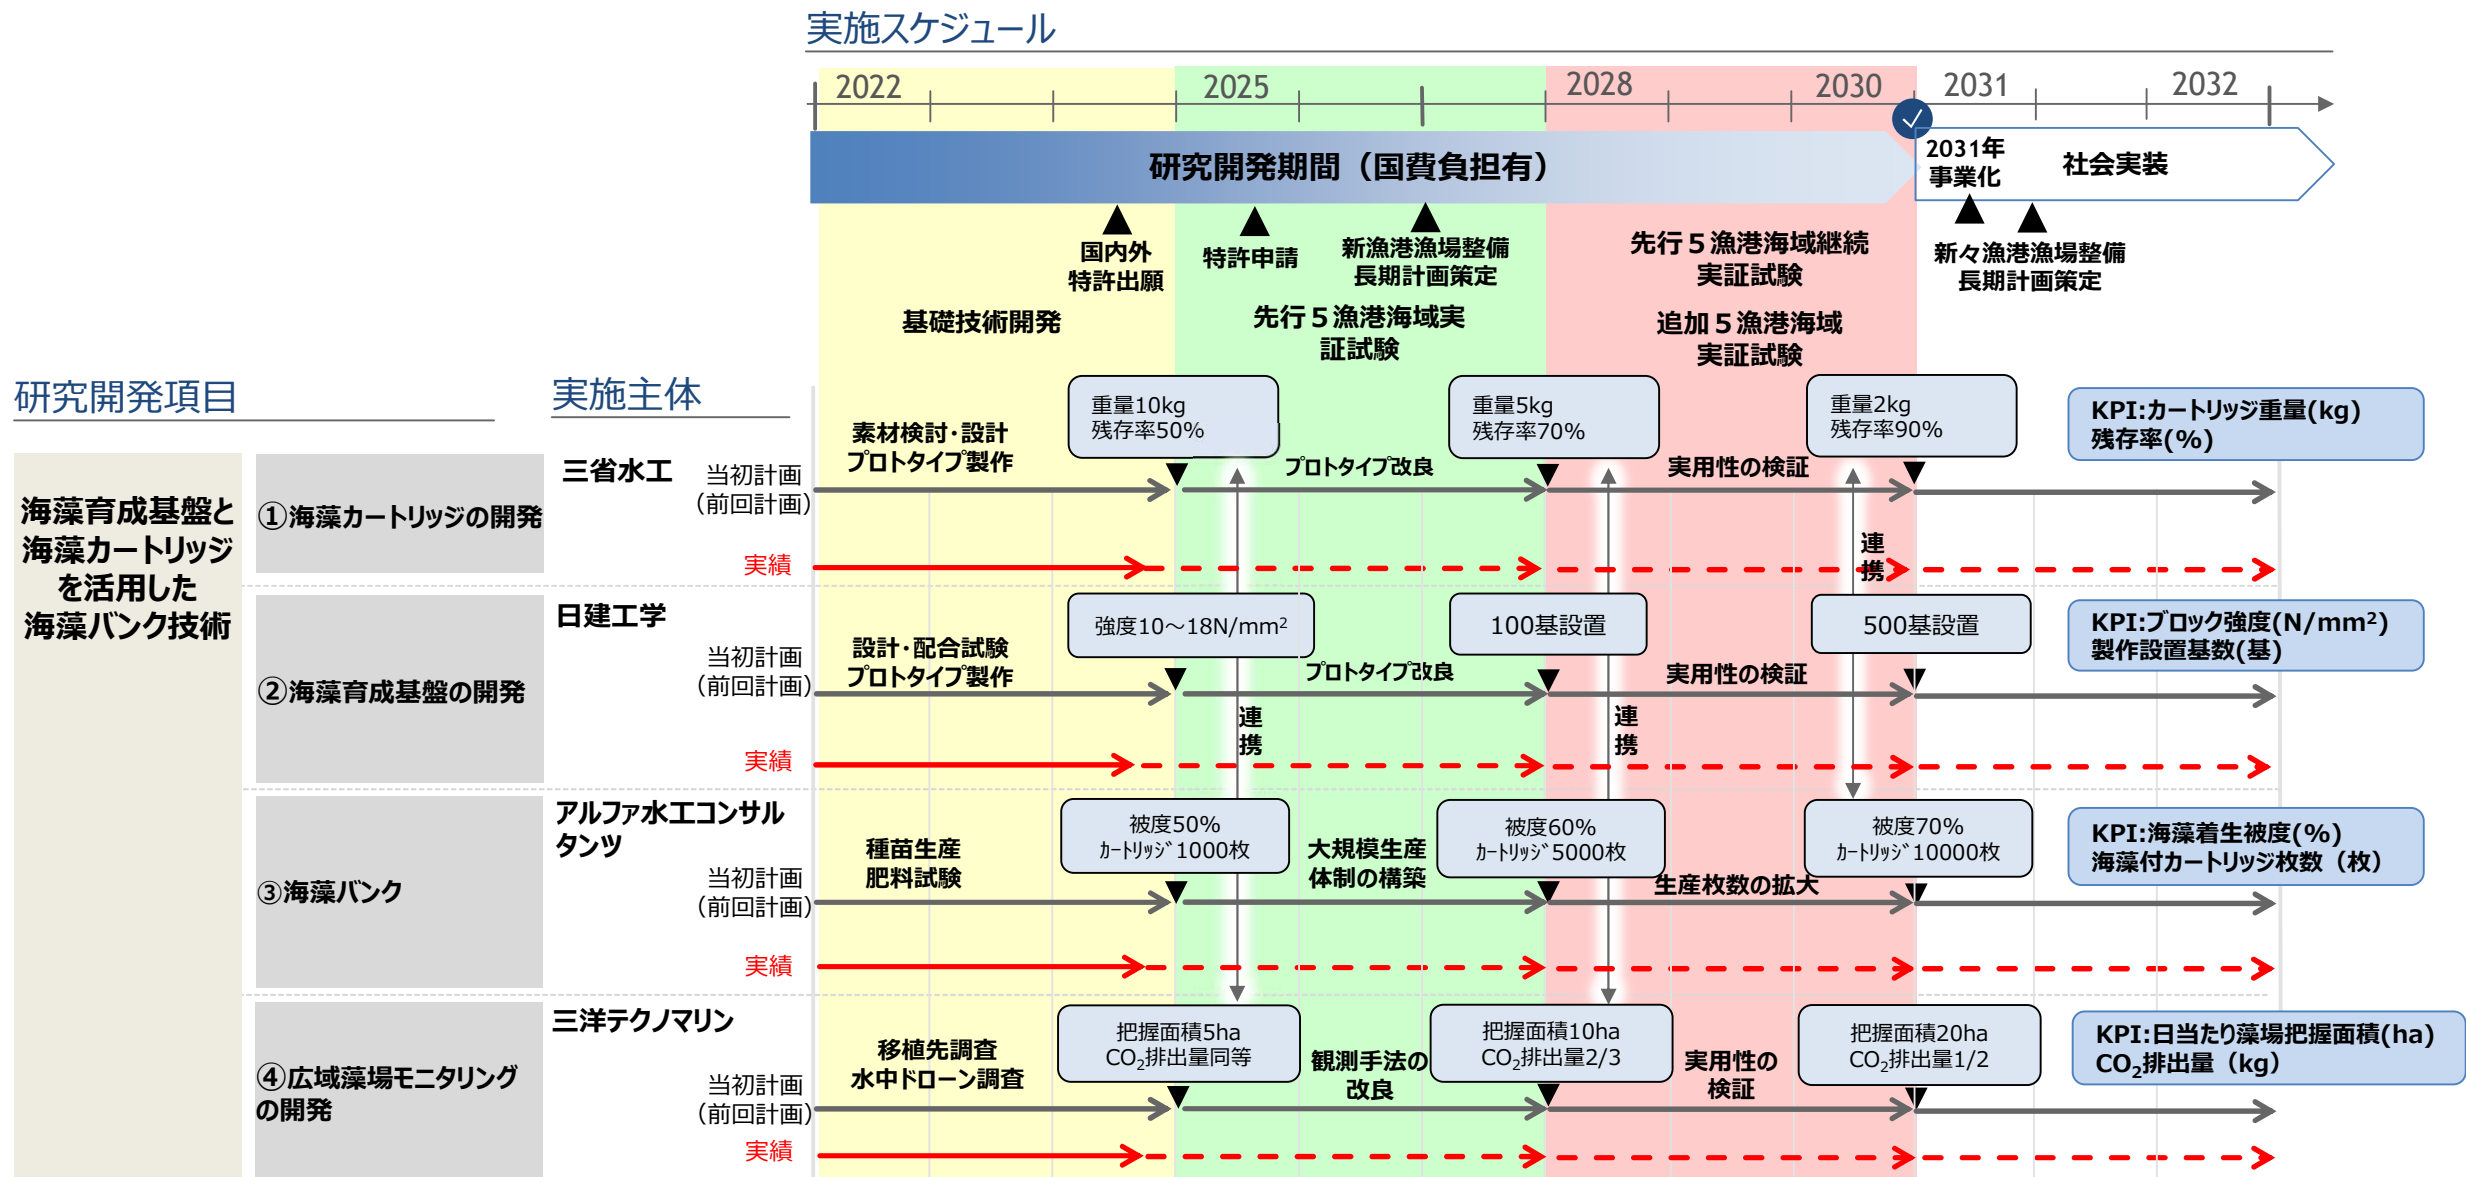 実施スケジュール
2022
2025
2028
2030
2031
2032
研究開発期間（国費負担有）
2031年
事業化
社会実装
国内外
特許出願
特許申請
新漁港漁場整備
長期計画策定
先行５漁港海域継続
実証試験
新々漁港漁場整備
長期計画策定
基礎技術開発
先行５漁港海域実
証試験
追加５漁港海域
実証試験
研究開発項目
実施主体
海藻育成基盤と
海藻カートリッジ
を活用した
海藻バンク技術
①海藻カートリッジの開発
三省水工
当初計画
（前回計画）
実績
素材検討・設計
プロトタイプ製作
重量10kg
残存率50%
プロトタイプ改良
重量5kg
残存率70%
実用性の検証
重量2kg
残存率90%
KPI:カートリッジ重量(kg)
残存率(%)
連
携
②海藻育成基盤の開発
日建工学
当初計画
（前回計画）
実績
設計・配合試験
プロトタイプ製作
強度10～18N/mm²
プロトタイプ改良
100基設置
実用性の検証
500基設置
KPI:ブロック強度(N/mm²)
製作設置基数(基)
連
携
連
携
③海藻バンク
アルファ水工コンサル
タンツ
当初計画
（前回計画）
実績
種苗生産
肥料試験
被度50%
ｶｰﾄﾘｯｼﾞ1000枚
大規模生産
体制の構築
被度60%
ｶｰﾄﾘｯｼﾞ5000枚
生産枚数の拡大
被度70%
ｶｰﾄﾘｯｼﾞ10000枚
KPI:海藻着生被度(%)
海藻付カートリッジ枚数（枚）
④広域藻場モニタリング
の開発
三洋テクノマリン
当初計画
（前回計画）
実績
移植先調査
水中ドローン調査
把握面積5ha
CO₂排出量同等
観測手法の
改良
把握面積10ha
CO₂排出量2/3
実用性の
検証
把握面積20ha
CO₂排出量1/2
KPI:日当たり藻場把握面積(ha)
CO₂排出量（kg）